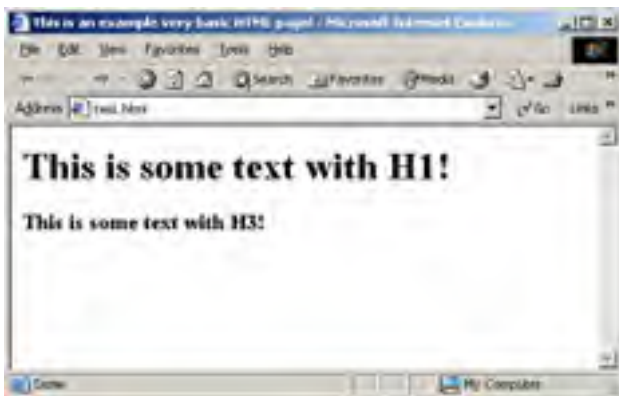 This is an example very basic HTML page! - Microsoft Internet Explorer
File Edit View Favorites Tools Help
Search Favorites Media
Address test.html Go Links »
This is some text with H1!
This is some text with H3!
Done My Computer